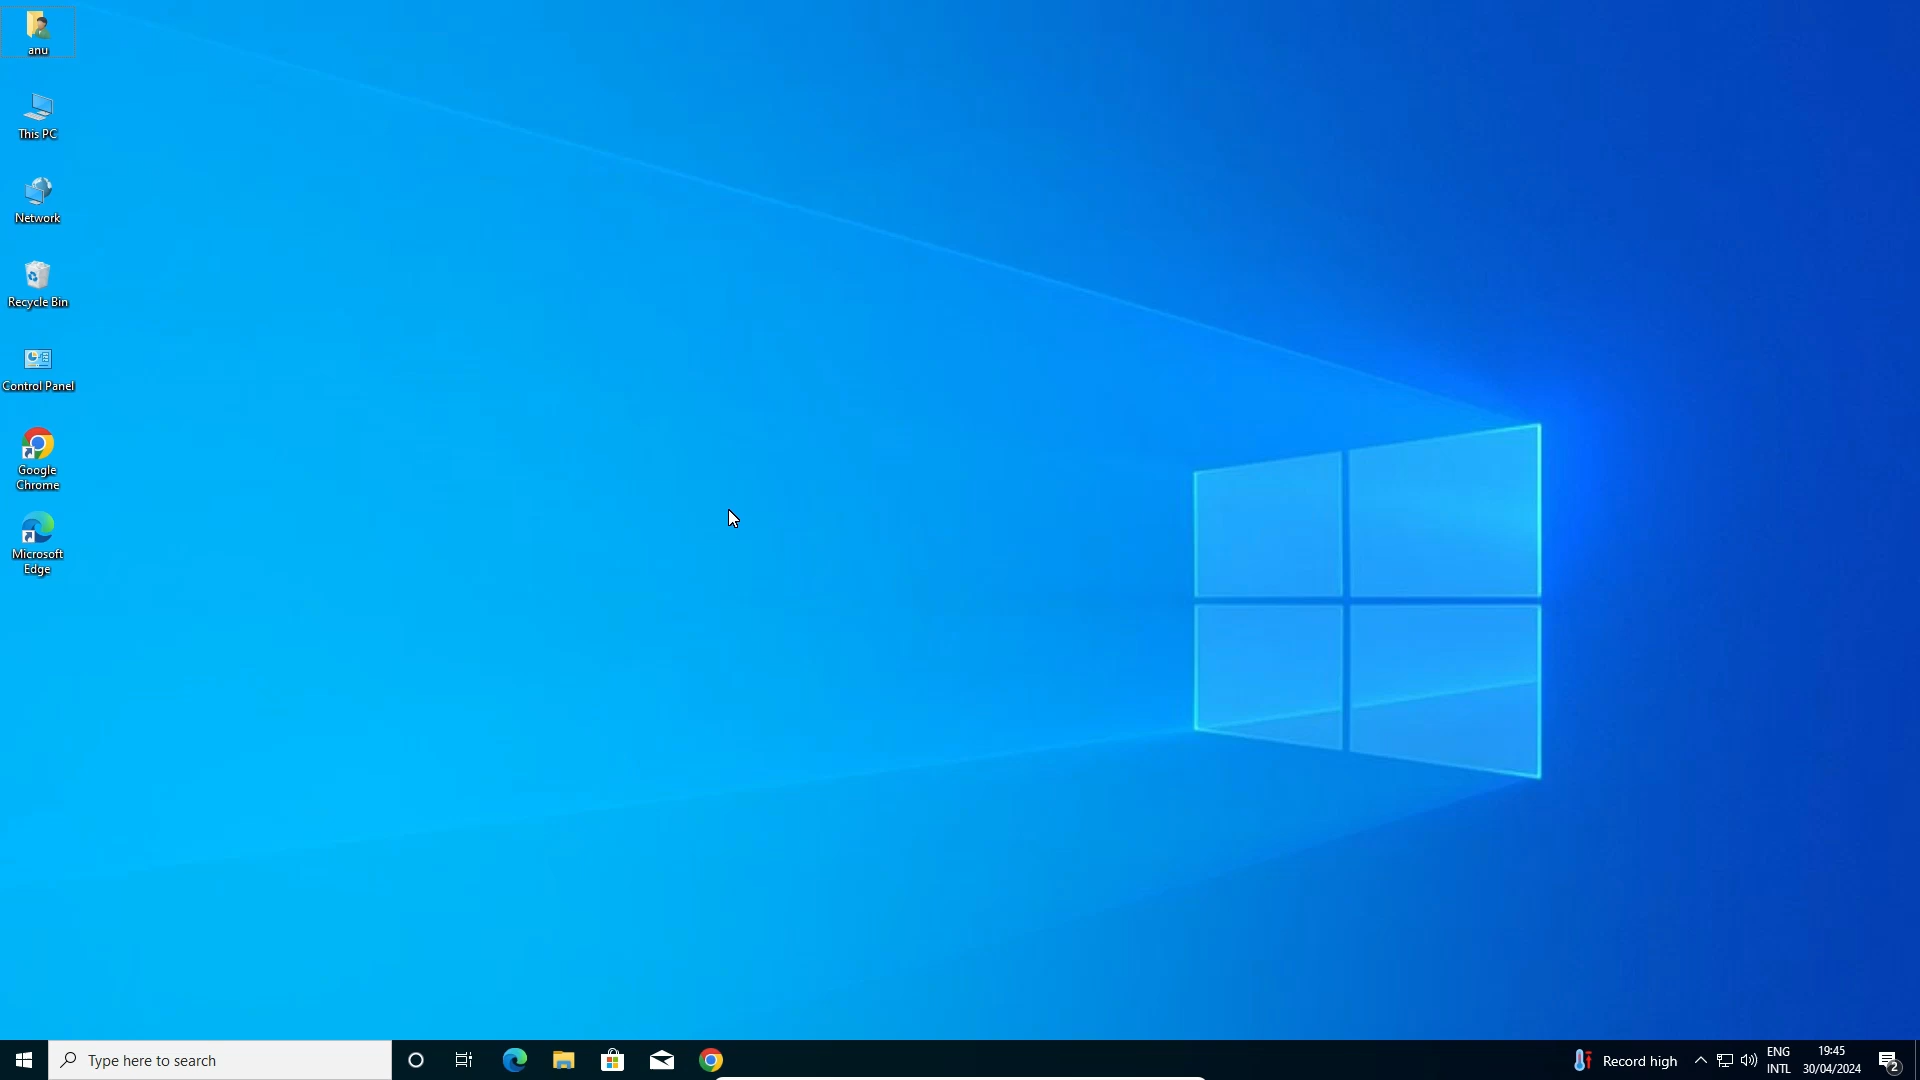 anu
This PC
Network
Recycle Bin
Control Panel
Google
Chrome
Microsoft
Edge
Type here to search
Record high
ENG
INTL
19:45
30/04/2024
2